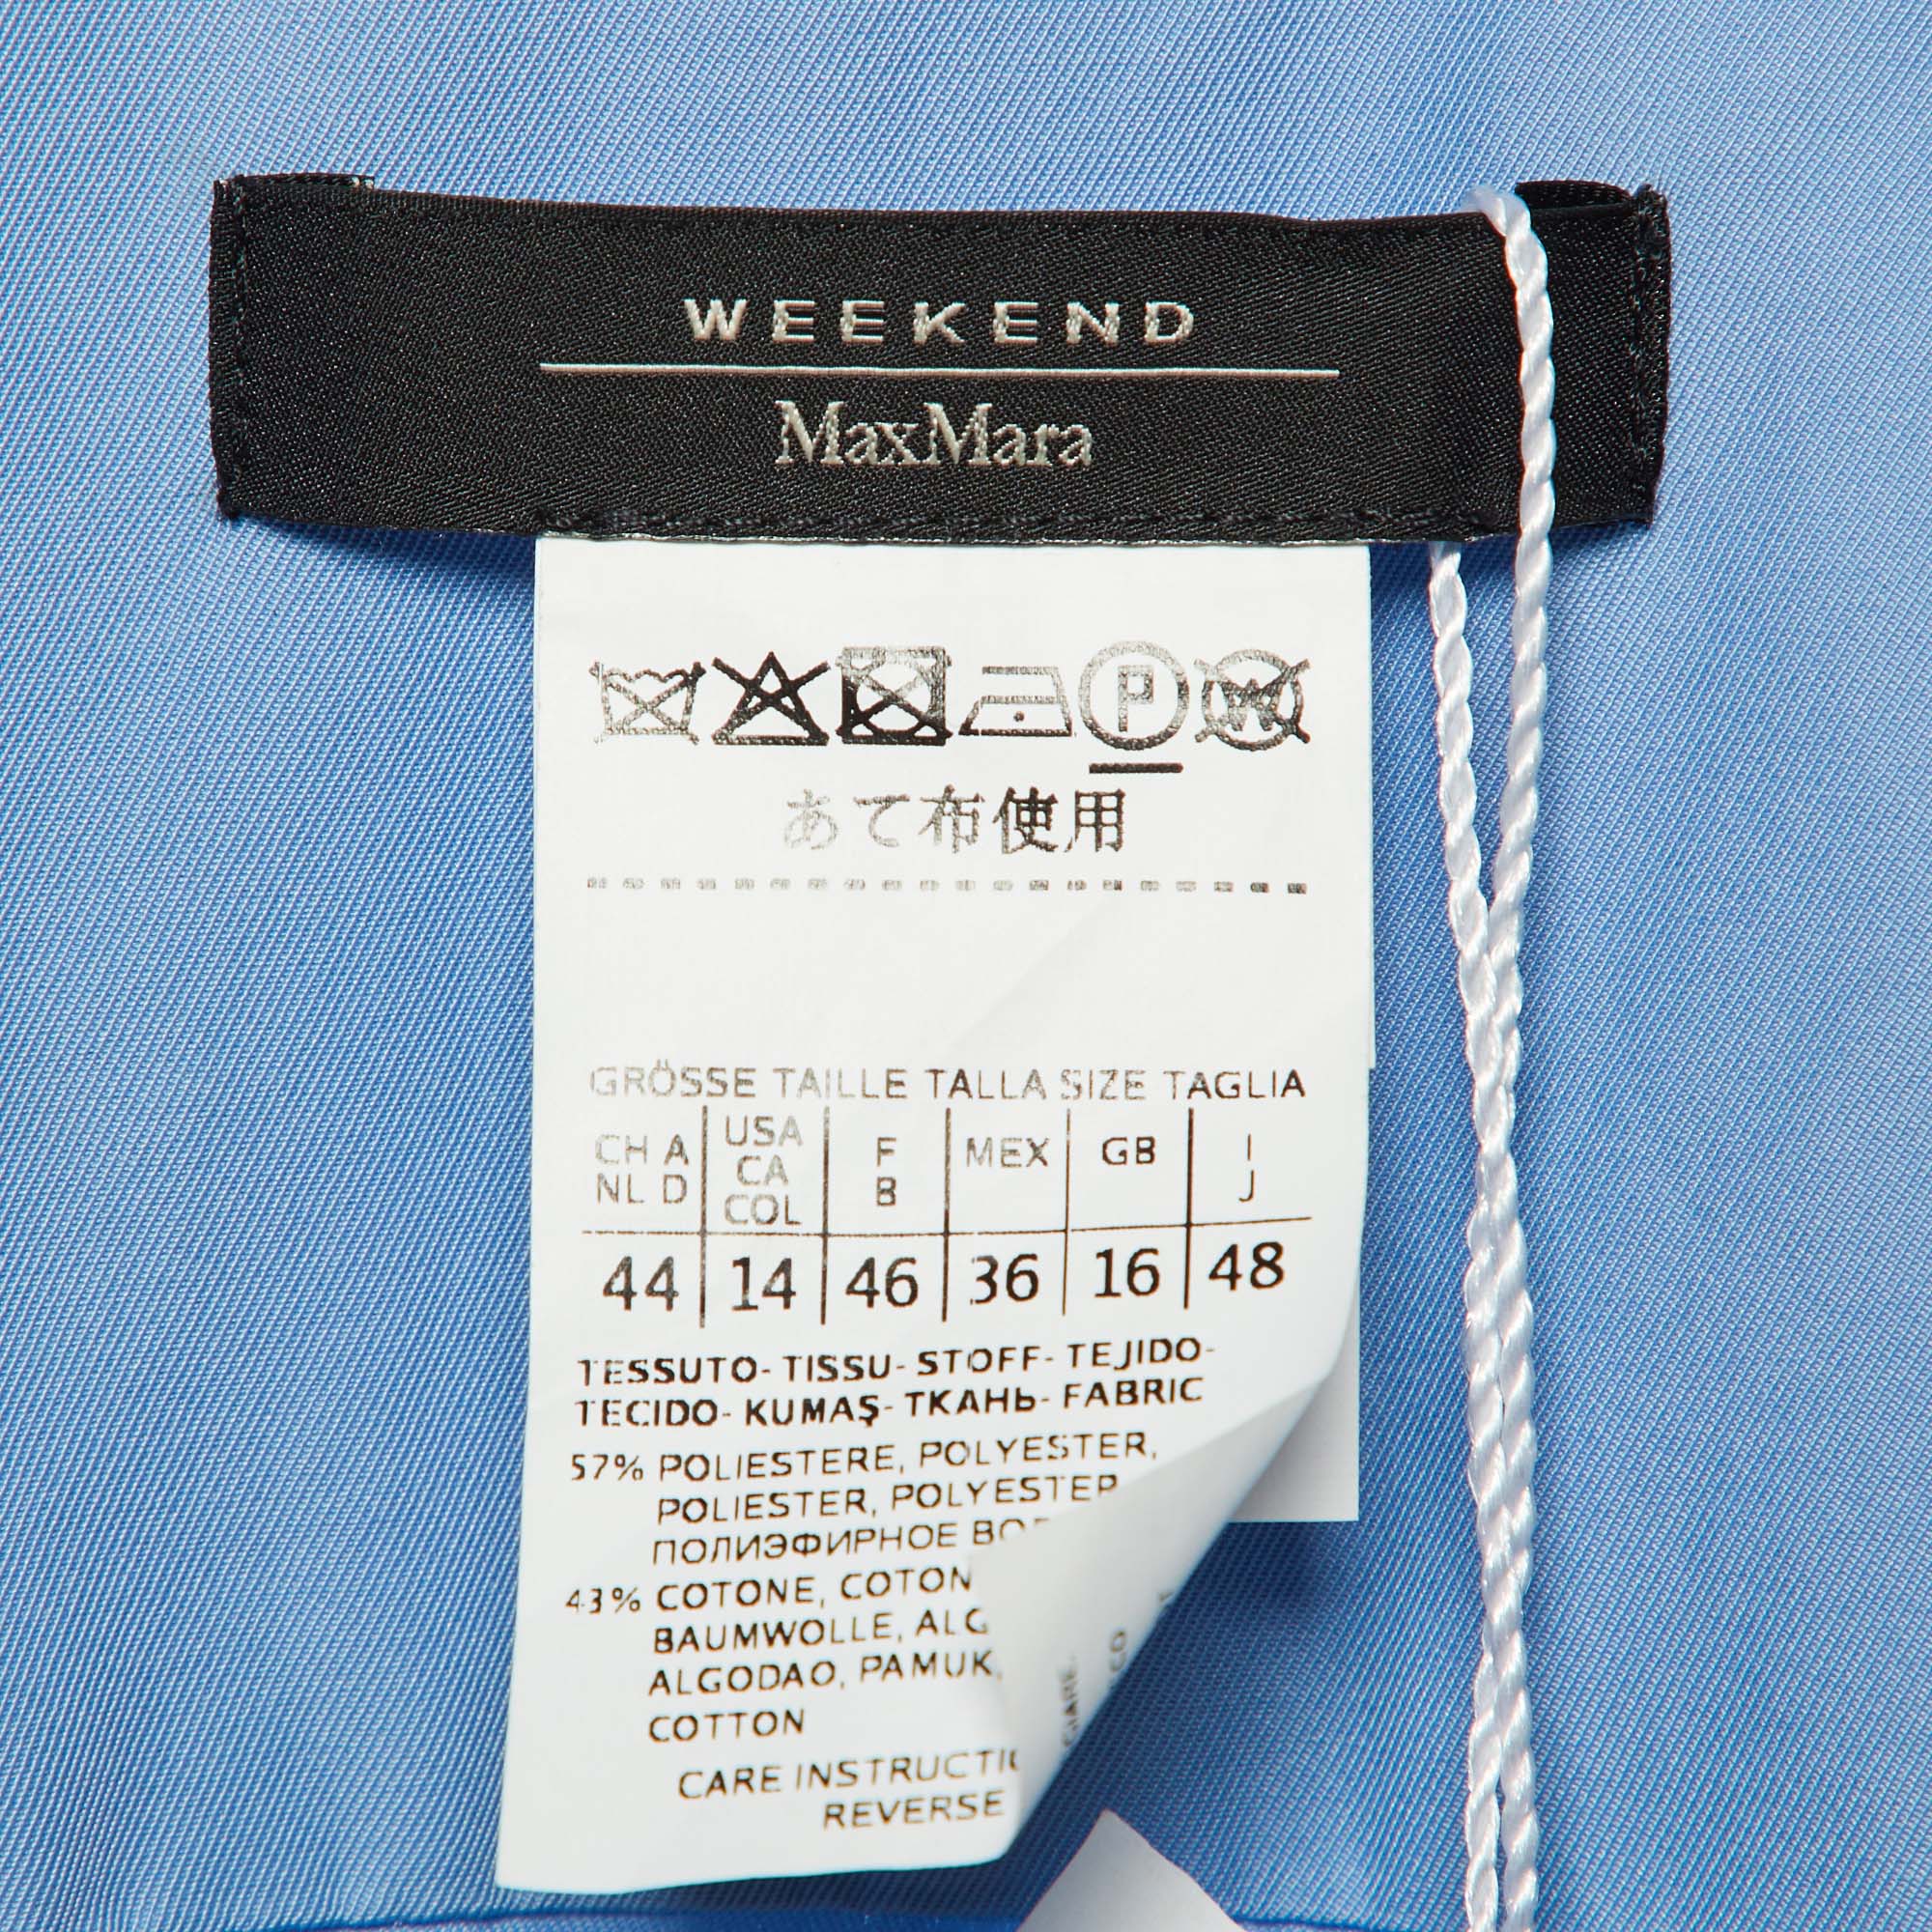 WEEKEND
MaxMara
P W
あて布使用
GRÖSSE TAILLE TALLA SIZE TAGLIA
CH A NL D USA CA COL F B MEX GB I J
44 14 46 36 16 48
TESSUTO- TISSU- STOFF- TEJIDO-
TECIDO- KUMAŞ- ТКАНЬ- FABRIC
57% POLIESTERE, POLYESTER,
POLIESTER, POLYESTER
ПОЛИЭФИРНОЕ
43% COTONE, COTON
BAUMWOLLE,
ALGODAO, PAMUK,
COTTON
CARE
REVERSE